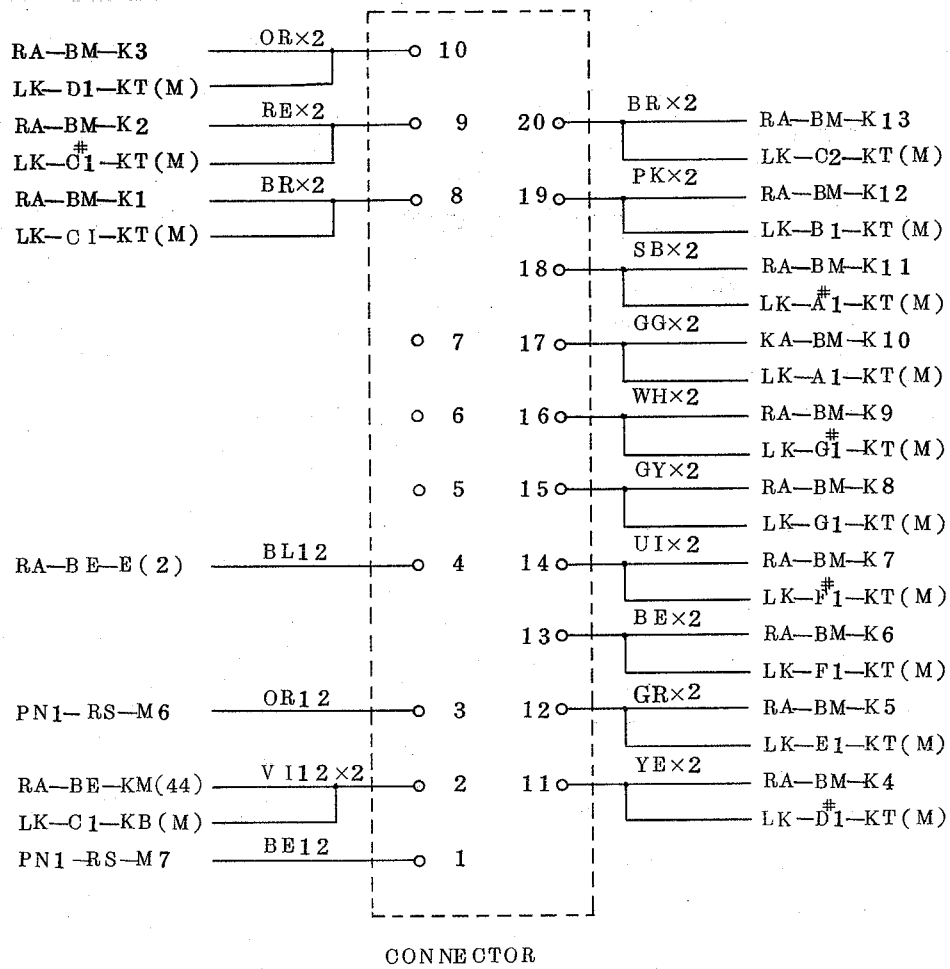 OR×2
RA—BM—K3
10
LK—D1—KT(M)
RE×2
RA—BM—K2
9
LK—C#1—KT(M)
BR×2
RA—BM—K1
8
LK—CI—KT(M)
7
6
5
BL12
RA—BE—E(2)
4
OR12
PN1—RS—M6
3
VI12×2
RA—BE—KM(44)
2
LK—C1—KB(M)
BE12
PN1—RS—M7
1
BR×2
20
RA—BM—K13
LK—C2—KT(M)
PK×2
19
RA—BM—K12
LK—B1—KT(M)
SB×2
18
RA—BM—K11
LK—A#1—KT(M)
GG×2
17
KA—BM—K10
LK—A1—KT(M)
WH×2
16
RA—BM—K9
LK—G#1—KT(M)
GY×2
15
RA—BM—K8
LK—G1—KT(M)
UI×2
14
RA—BM—K7
LK—F#1—KT(M)
BE×2
13
RA—BM—K6
LK—F1—KT(M)
GR×2
12
RA—BM—K5
LK—E1—KT(M)
YE×2
11
RA—BM—K4
LK—D#1—KT(M)
CONNECTOR